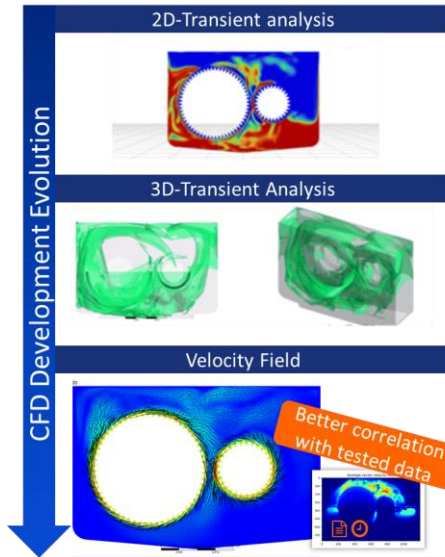 2D-Transient analysis
CFD Development Evolution
3D-Transient Analysis
Velocity Field
Better correlation
with tested data